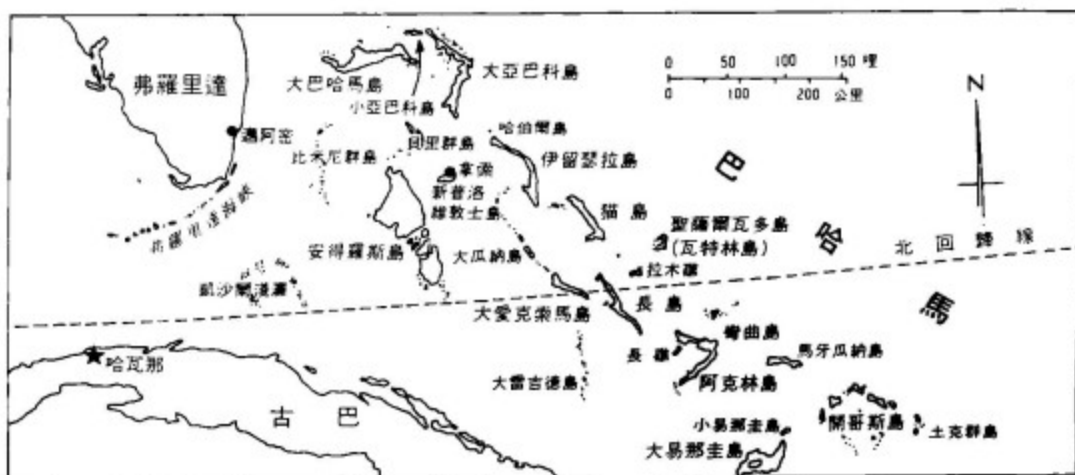 弗羅里達
邁阿密
弗羅里達海峽
大巴哈馬島
小亞巴科島
大亞巴科島
比米尼群島
貝里群島
哈伯爾島
伊留瑟拉島
拿索
新普洛
維敦士島
安得羅斯島
大瓜納島
貓島
聖薩爾瓦多島
(瓦特林島)
拉木礁
0 50 100 150 哩
0 100 200 公里
N
巴哈馬
北回歸線
凱沙蘭淺灘
大愛克索馬島
長島
彎曲島
長礁
阿克林島
馬牙瓜納島
大雷吉德島
小易那圭島
大易那圭島
開哥斯島
土克群島
哈瓦那
古巴